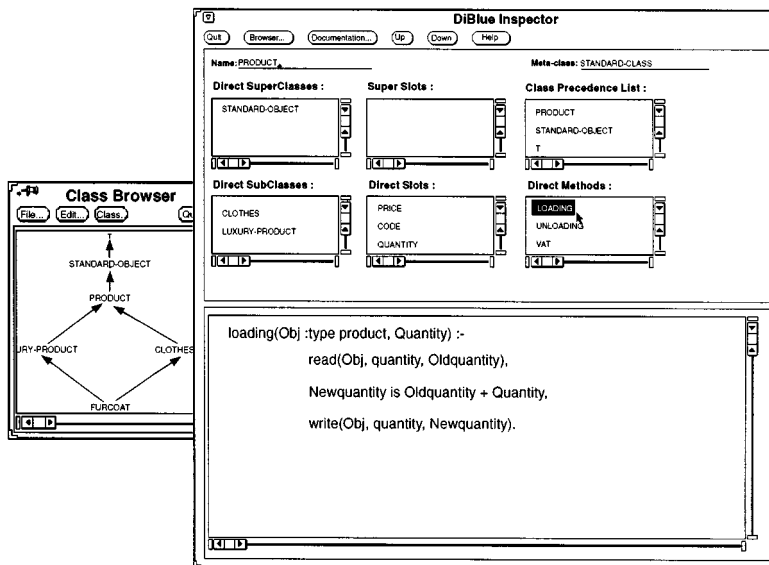 DiBlue Inspector
Quit Browser... Documentation... Up Down Help
Name: PRODUCT Meta-class: STANDARD-CLASS
Direct SuperClasses : Super Slots : Class Precedence List :
STANDARD-OBJECT PRODUCT
STANDARD-OBJECT
T
Direct SubClasses : Direct Slots : Direct Methods :
CLOTHES PRICE LOADING
LUXURY-PRODUCT CODE UNLOADING
QUANTITY VAT
Class Browser
File... Edit... Class... Qu
T
STANDARD-OBJECT
PRODUCT
URY-PRODUCT CLOTHES
FURCOAT
loading(Obj :type product, Quantity) :-
read(Obj, quantity, Oldquantity),
Newquantity is Oldquantity + Quantity,
write(Obj, quantity, Newquantity).